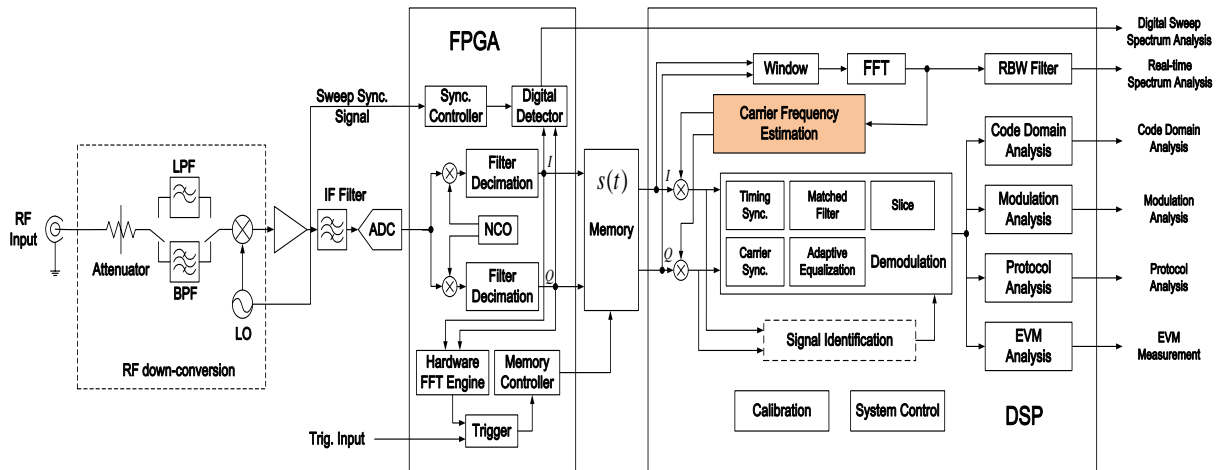 FPGA
Digital Sweep
Spectrum Analysis
Window
FFT
RBW Filter
Real-time
Spectrum Analysis
Sweep Sync.
Signal
Sync.
Controller
Digital
Detector
Carrier Frequency
Estimation
Code Domain
Analysis
Code Domain
Analysis
LPF
IF Filter
Filter
Decimation
I
s(t)
I
Timing
Sync.
Matched
Filter
Slice
Modulation
Analysis
Modulation
Analysis
RF
Input
Attenuator
ADC
NCO
Memory
BPF
Filter
Decimation
Q
Q
Carrier
Sync.
Adaptive
Equalization
Demodulation
Protocol
Analysis
Protocol
Analysis
LO
RF down-conversion
Hardware
FFT Engine
Memory
Controller
Signal Identification
EVM
Analysis
EVM
Measurement
Trig. Input
Trigger
Calibration
System Control
DSP